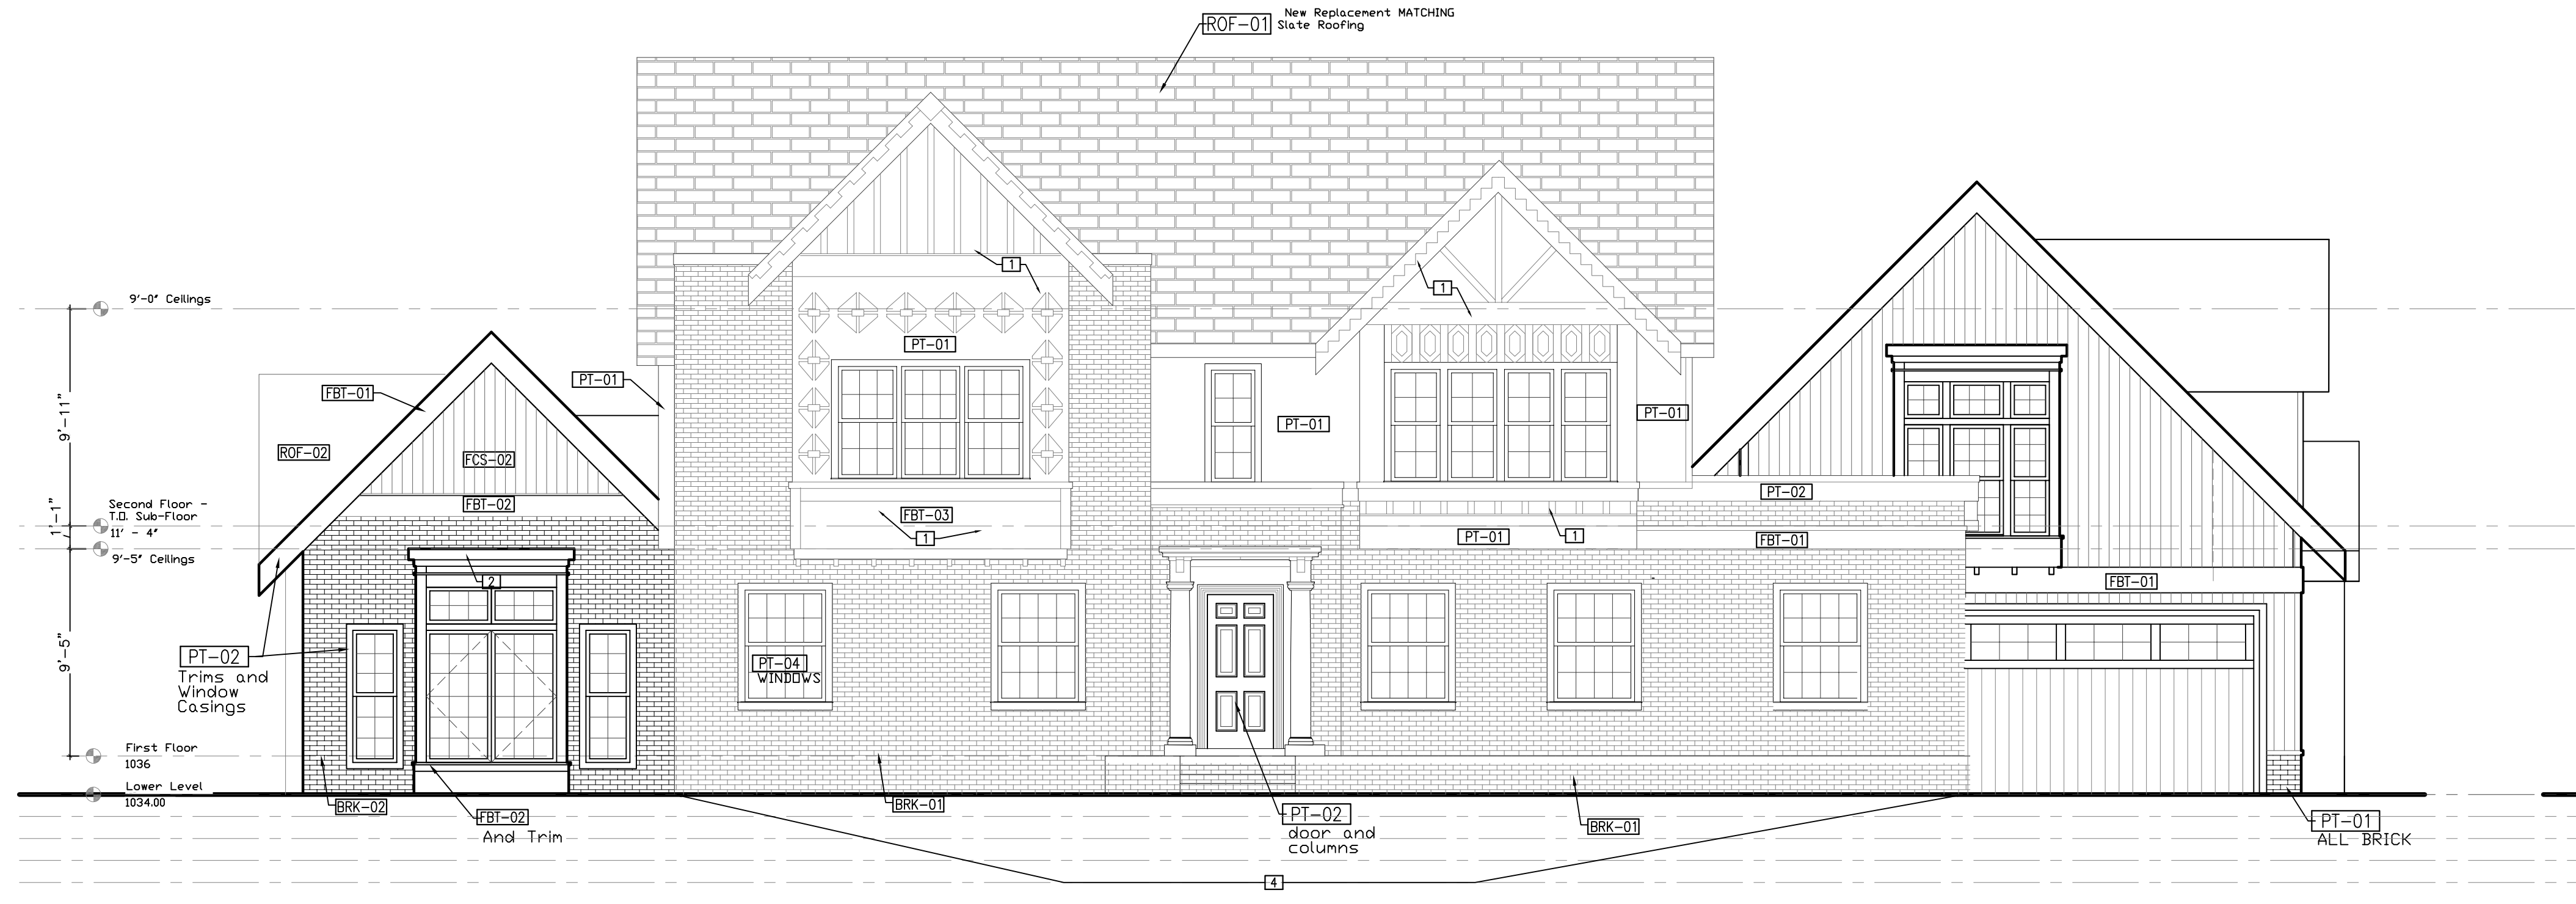 New Replacement MATCHING
ROF-01 Slate Roofing
1
1
9'-0" Ceilings
PT-01
PT-01
FBT-01
PT-01
PT-01
9'-11"
ROF-02
FCS-02
PT-02
Second Floor -
T.O. Sub-Floor
FBT-02
FBT-03
1'-1"
11' - 4"
1
PT-01
1
FBT-01
9'-5" Ceilings
2
FBT-01
9'-5"
PT-02
Trims and
Window
Casings
PT-04
WINDOWS
First Floor
1036
Lower Level
1034.00
BRK-02
BRK-01
FBT-02
And Trim
PT-02
door and
columns
BRK-01
PT-01
ALL BRICK
4